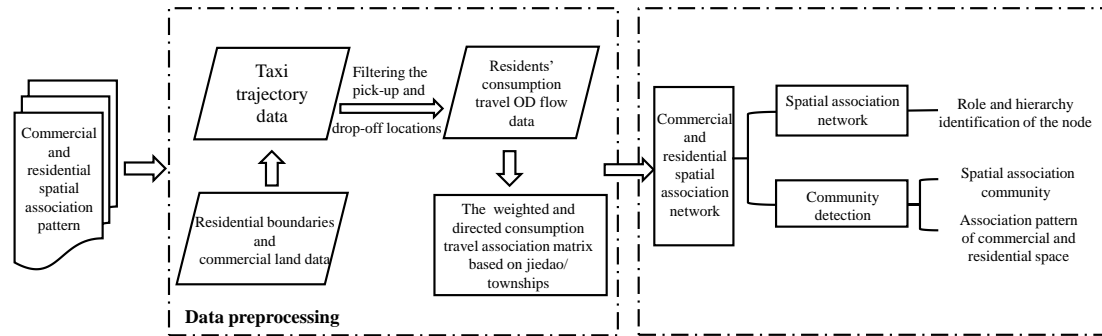 Commercial
and
residential
spatial
association
pattern
Taxi
trajectory
data
Filtering the
pick-up and
drop-off locations
Residents’
consumption
travel OD flow
data
Residential boundaries
and
commercial land data
The weighted and
directed consumption
travel association matrix
based on jiedao/
townships
Data preprocessing
Commercial
and
residential
spatial
association
network
Spatial association
network
Role and hierarchy
identification of the node
Community
detection
Spatial association
community
Association pattern
of commercial and
residential space